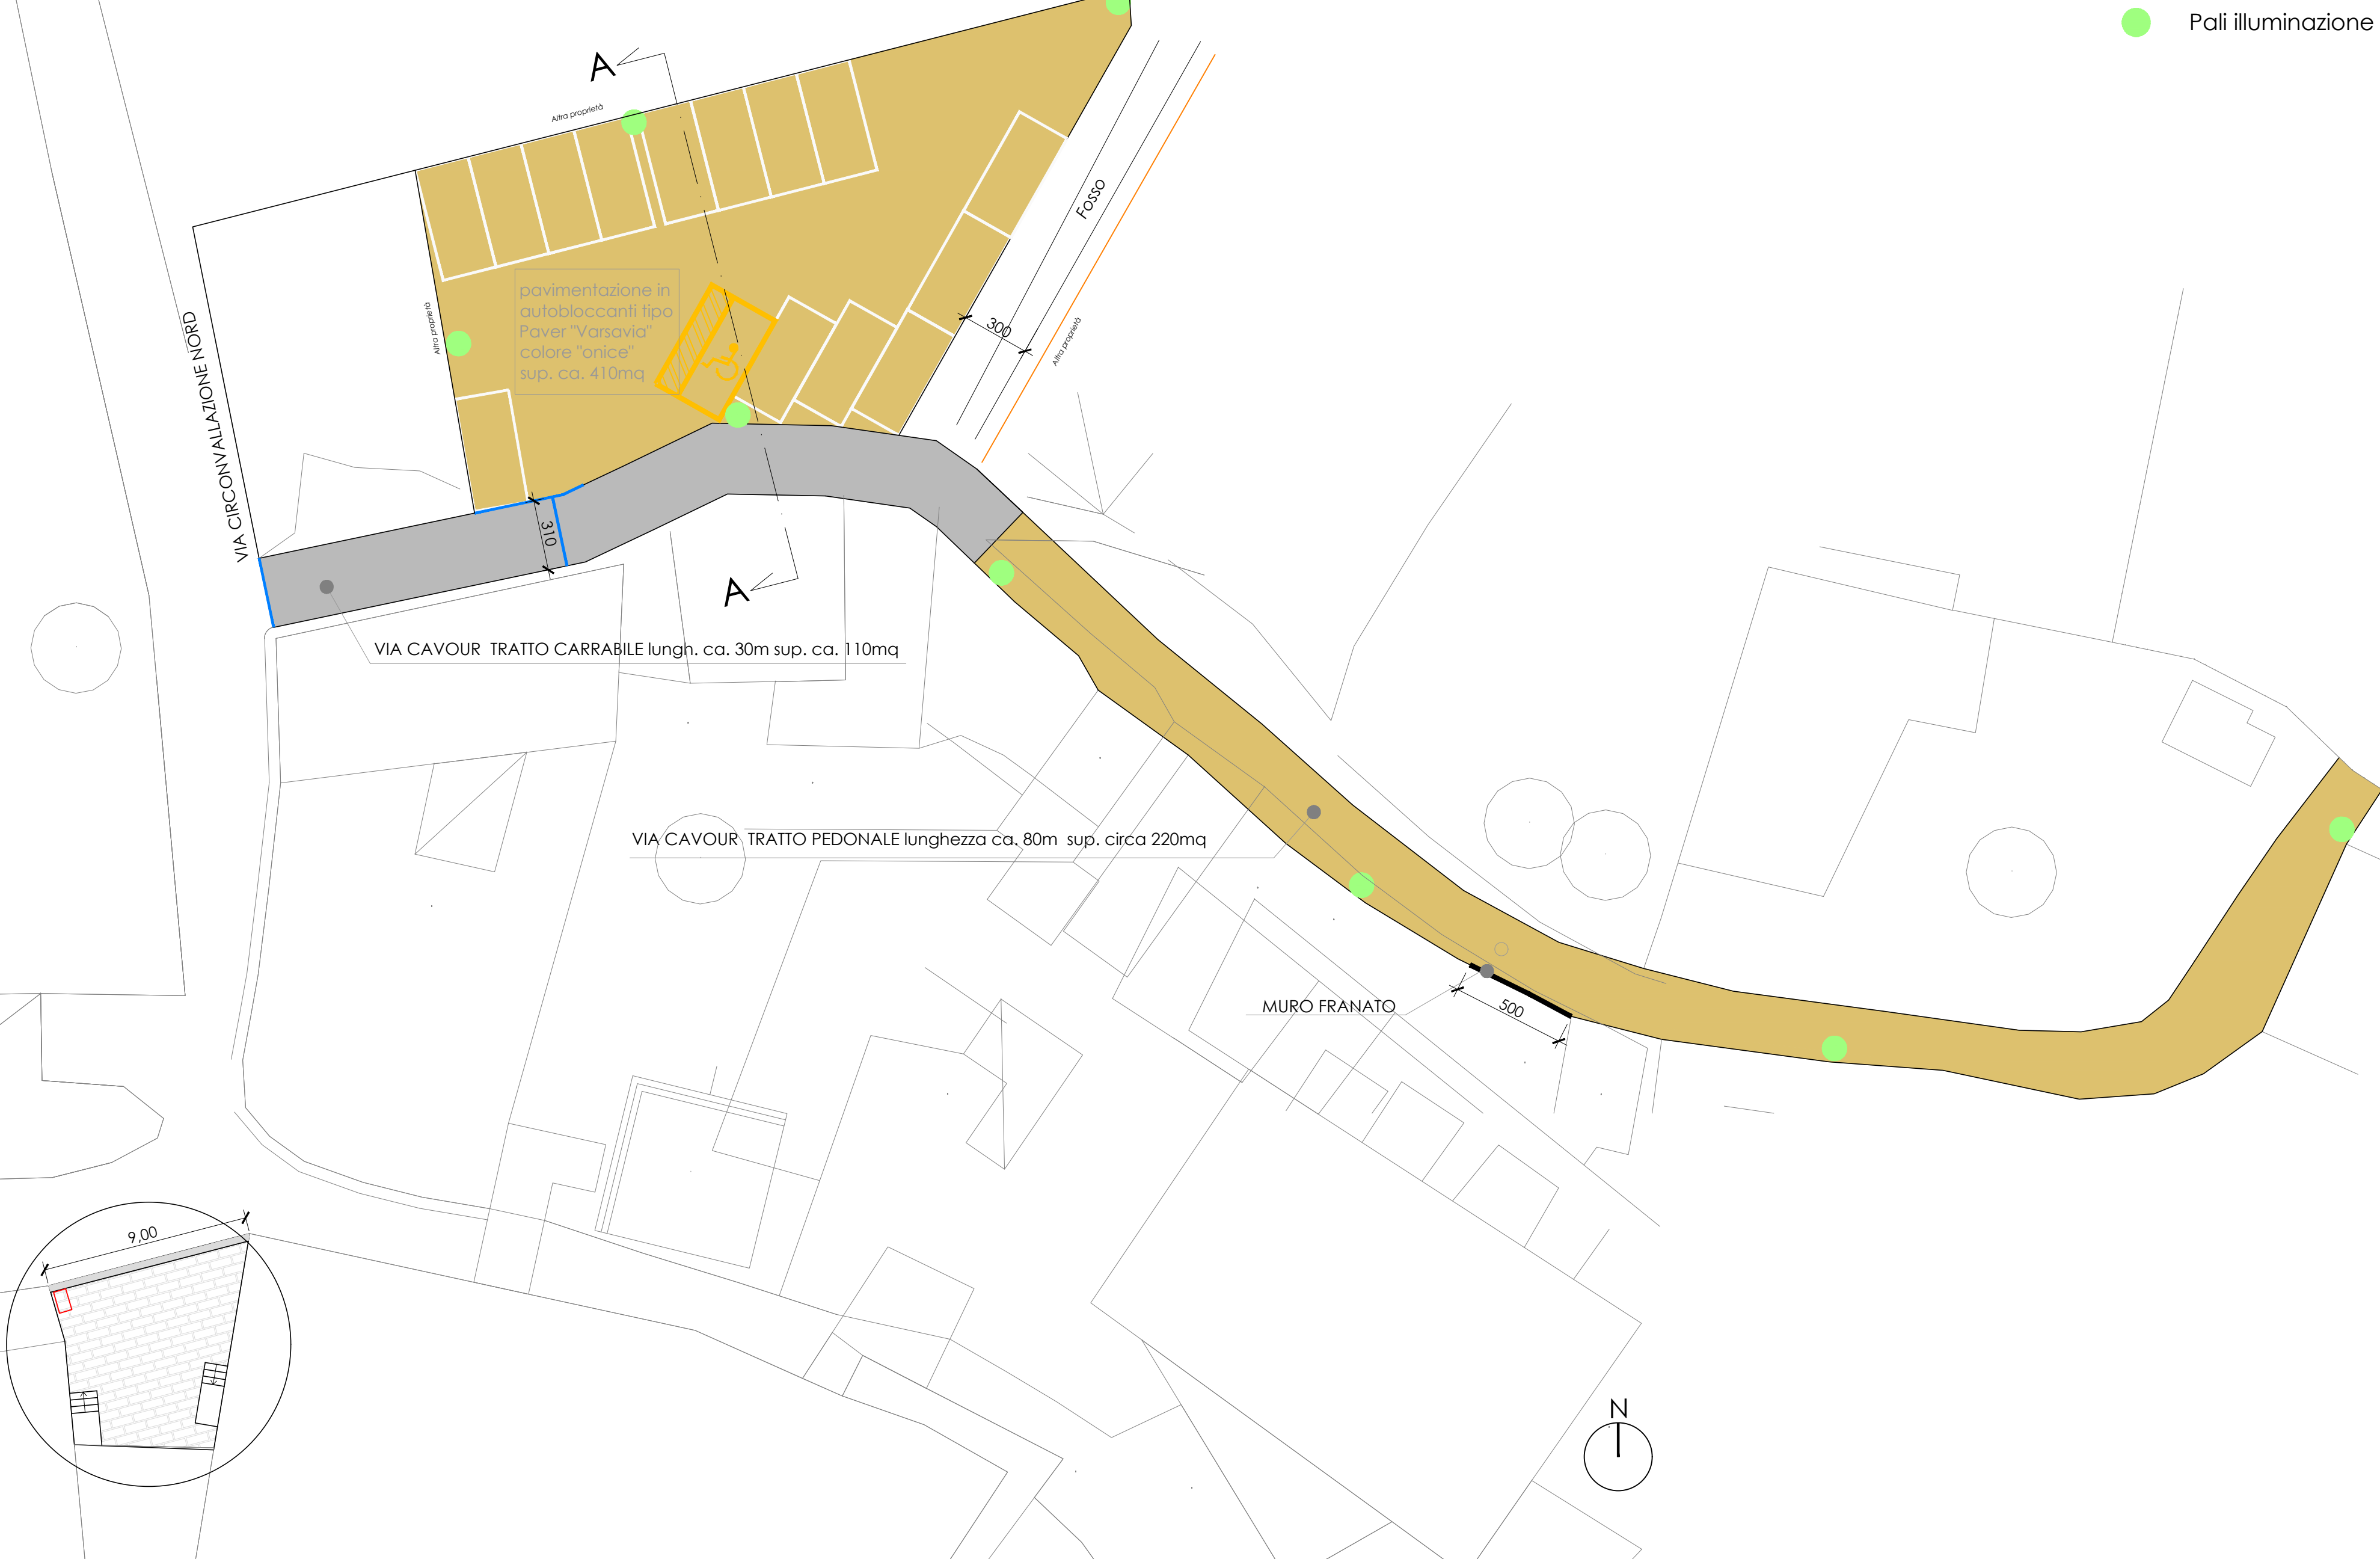 Pali illuminazione
A
Altra proprietà
Fosso
pavimentazione in
autobloccanti tipo
Paver "Varsavia"
colore "onice"
sup. ca. 410mq
Altra proprietà
300
Altra proprietà
VIA CIRCONVALLAZIONE NORD
310
A
VIA CAVOUR  TRATTO CARRABILE lungh. ca. 30m sup. ca. 110mq
VIA CAVOUR  TRATTO PEDONALE lunghezza ca. 80m  sup. circa 220mq
MURO FRANATO
500
9,00
N